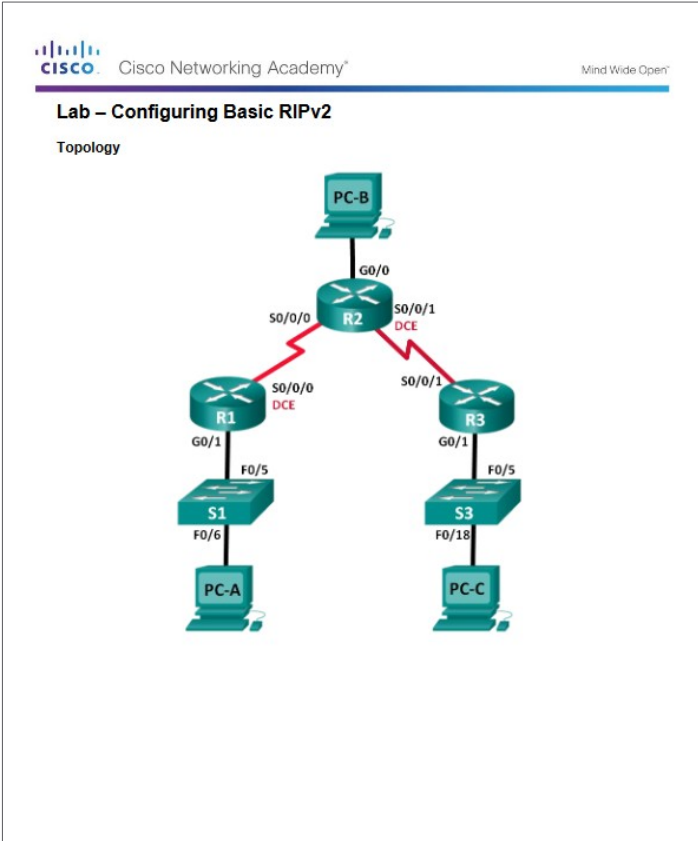 CISCO. Cisco Networking Academy® Mind Wide Open™
Lab – Configuring Basic RIPv2
Topology
PC-B
G0/0
S0/0/0 R2 S0/0/1
DCE
S0/0/0
DCE
R1
S0/0/1
R3
G0/1
G0/1
F0/5
F0/5
S1
S3
F0/6
F0/18
PC-A
PC-C